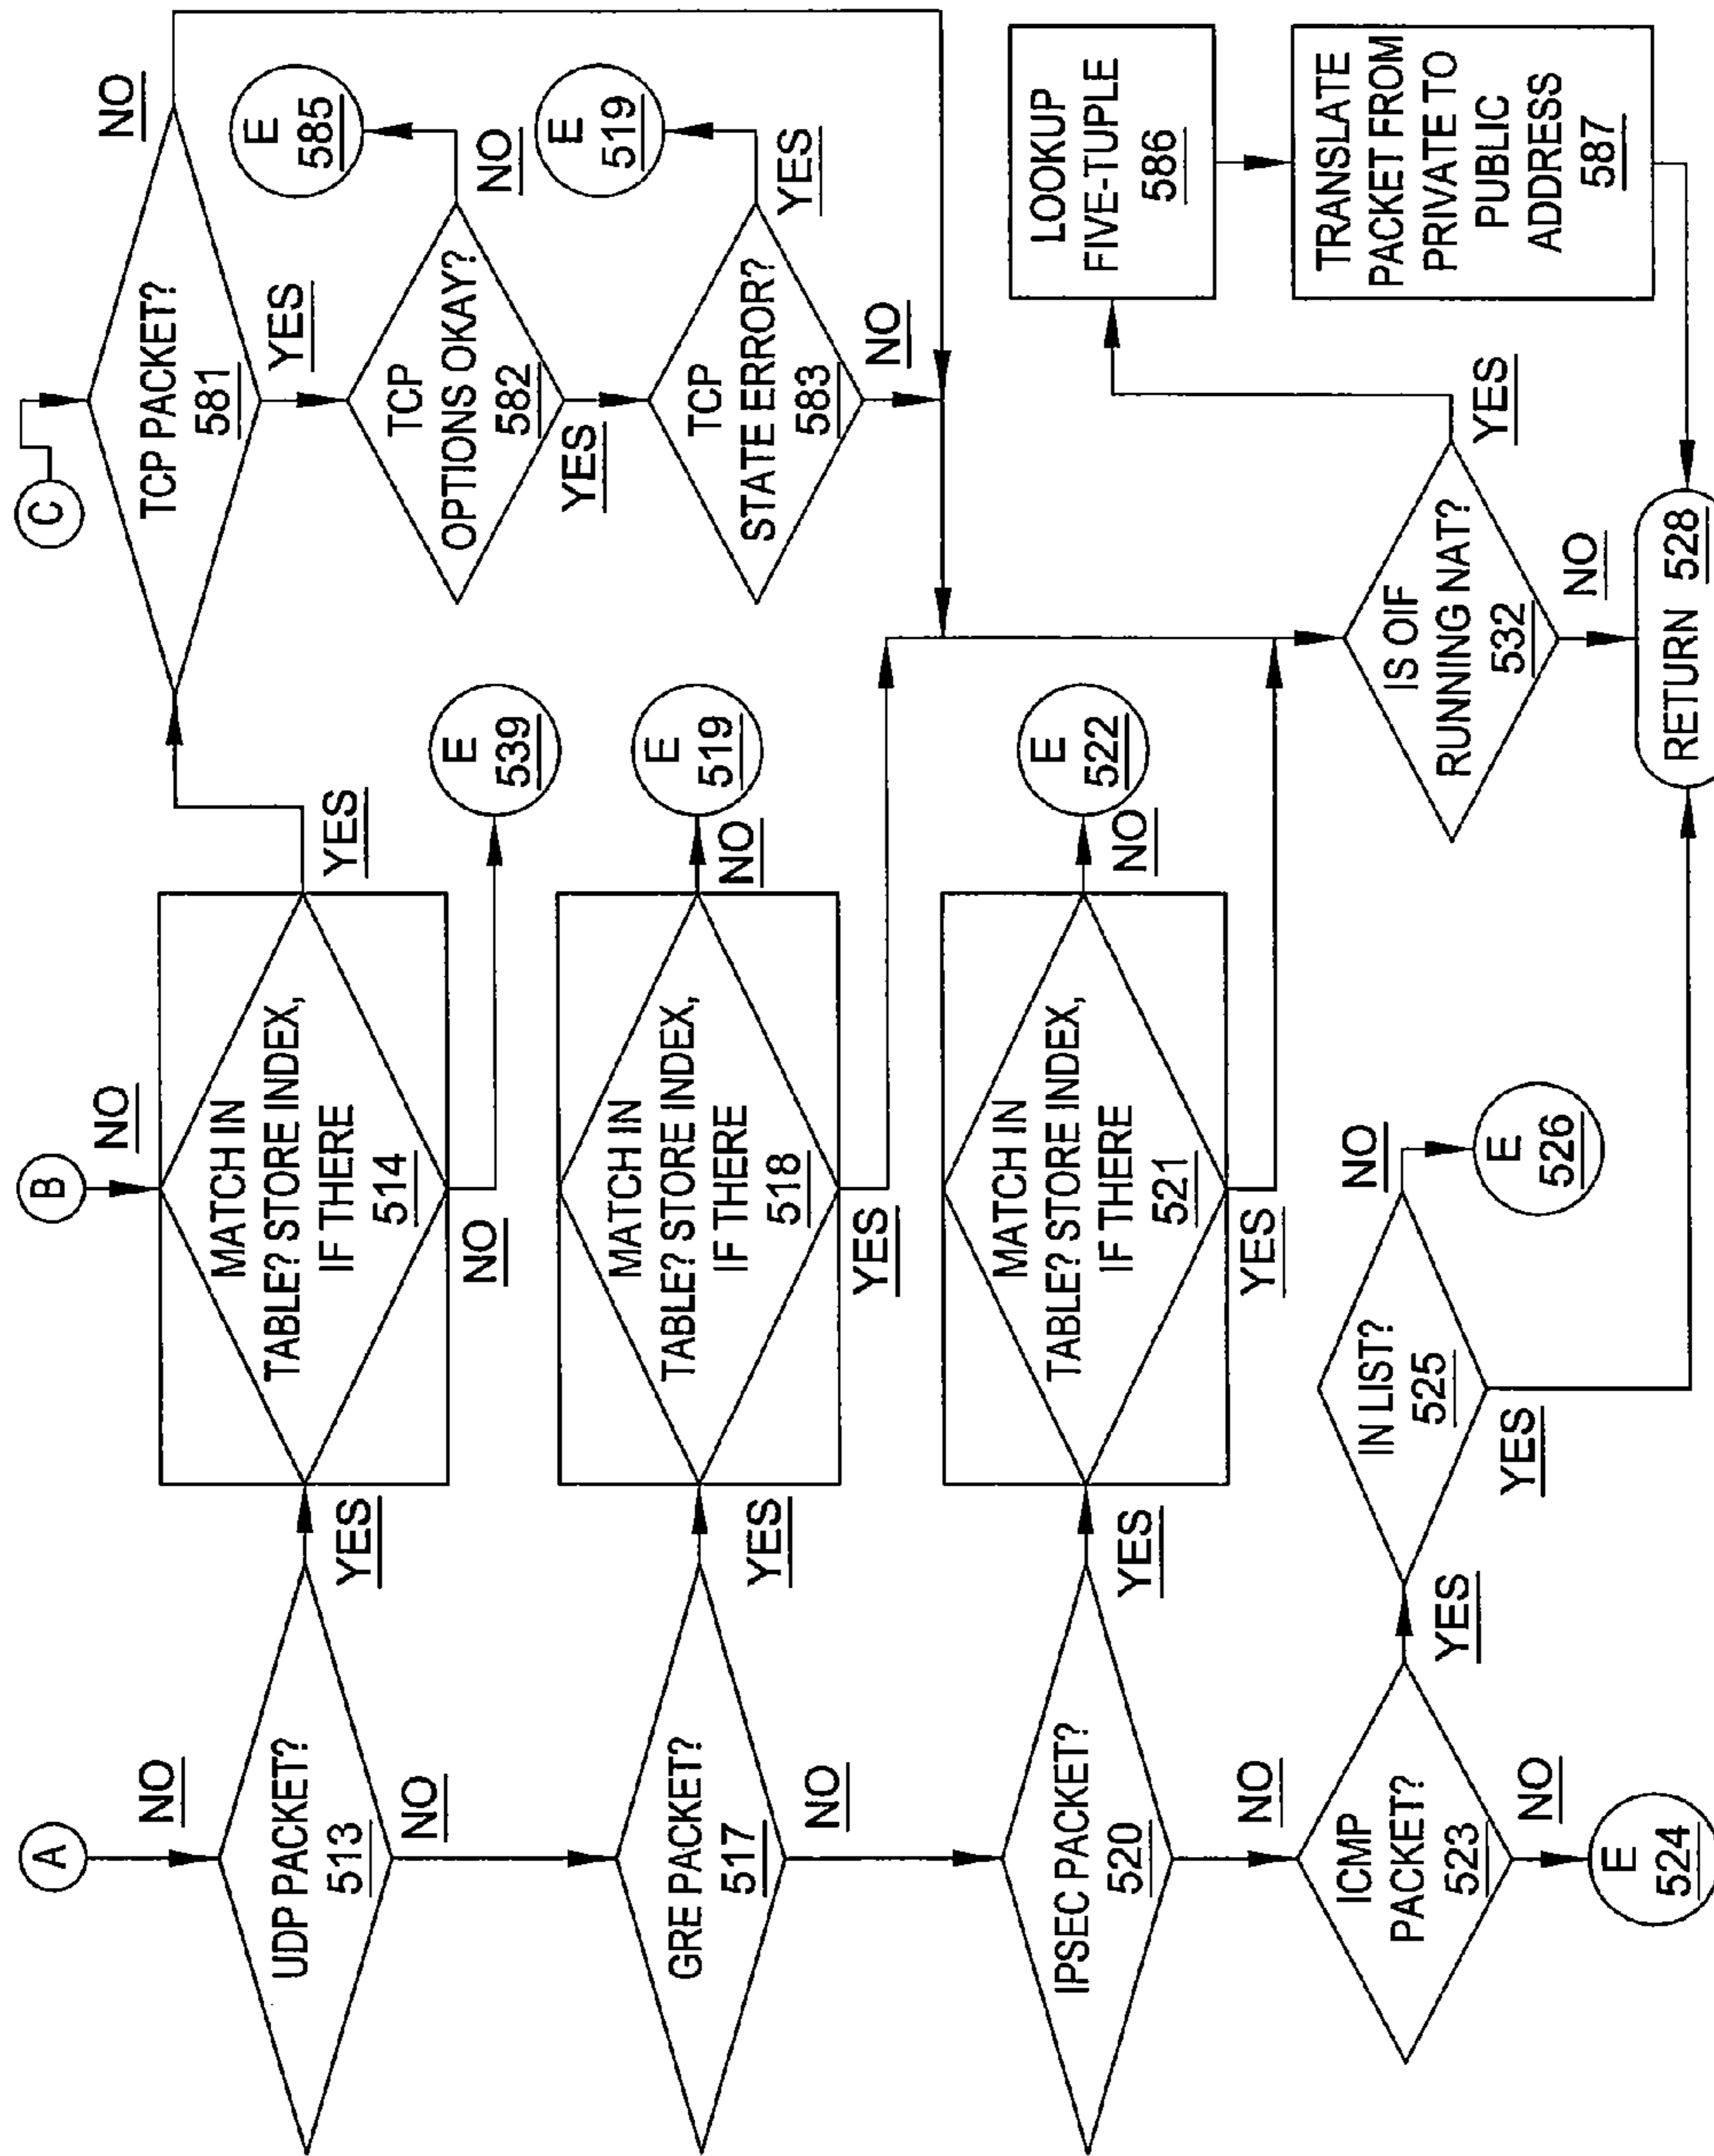 A
NO
UDP PACKET?
513
YES
NO
GRE PACKET?
517
YES
NO
IPSEC PACKET?
520
YES
NO
ICMP
PACKET?
523
YES
NO
E
524
B
NO
MATCH IN
TABLE? STORE INDEX,
IF THERE
514
YES
NO
E
539
MATCH IN
TABLE? STORE INDEX,
IF THERE
518
NO
YES
E
519
MATCH IN
TABLE? STORE INDEX,
IF THERE
521
NO
YES
E
522
IN LIST?
525
NO
YES
E
526
C
TCP PACKET?
581
NO
YES
TCP
OPTIONS OKAY?
582
NO
YES
E
585
TCP
STATE ERROR?
583
YES
NO
E
519
IS OIF
RUNNING NAT?
532
YES
NO
LOOKUP
FIVE-TUPLE
586
TRANSLATE
PACKET FROM
PRIVATE TO
PUBLIC
ADDRESS
587
RETURN 528